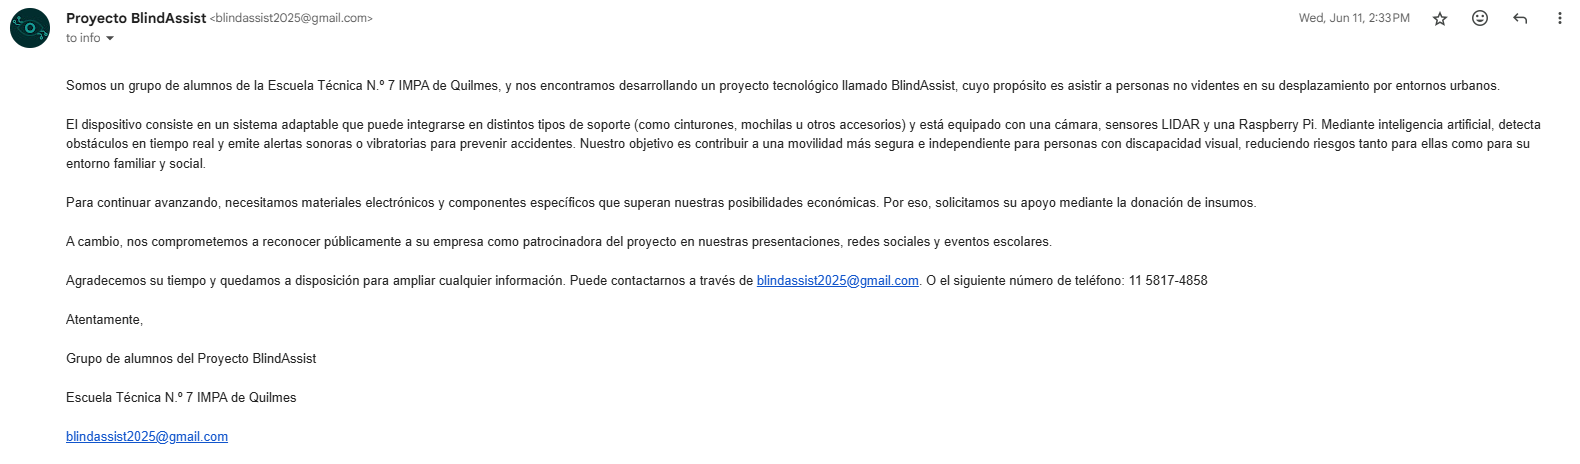 Proyecto BlindAssist <blindassist2025@gmail.com>
Wed, Jun 11, 2:33 PM
to info
Somos un grupo de alumnos de la Escuela Técnica N.º 7 IMPA de Quilmes, y nos encontramos desarrollando un proyecto tecnológico llamado BlindAssist, cuyo propósito es asistir a personas no videntes en su desplazamiento por entornos urbanos.
El dispositivo consiste en un sistema adaptable que puede integrarse en distintos tipos de soporte (como cinturones, mochilas u otros accesorios) y está equipado con una cámara, sensores LIDAR y una Raspberry Pi. Mediante inteligencia artificial, detecta
obstáculos en tiempo real y emite alertas sonoras o vibratorias para prevenir accidentes. Nuestro objetivo es contribuir a una movilidad más segura e independiente para personas con discapacidad visual, reduciendo riesgos tanto para ellas como para su
entorno familiar y social.
Para continuar avanzando, necesitamos materiales electrónicos y componentes específicos que superan nuestras posibilidades económicas. Por eso, solicitamos su apoyo mediante la donación de insumos.
A cambio, nos comprometemos a reconocer públicamente a su empresa como patrocinadora del proyecto en nuestras presentaciones, redes sociales y eventos escolares.
Agradecemos su tiempo y quedamos a disposición para ampliar cualquier información. Puede contactarnos a través de blindassist2025@gmail.com. O el siguiente número de teléfono: 11 5817-4858
Atentamente,
Grupo de alumnos del Proyecto BlindAssist
Escuela Técnica N.º 7 IMPA de Quilmes
blindassist2025@gmail.com